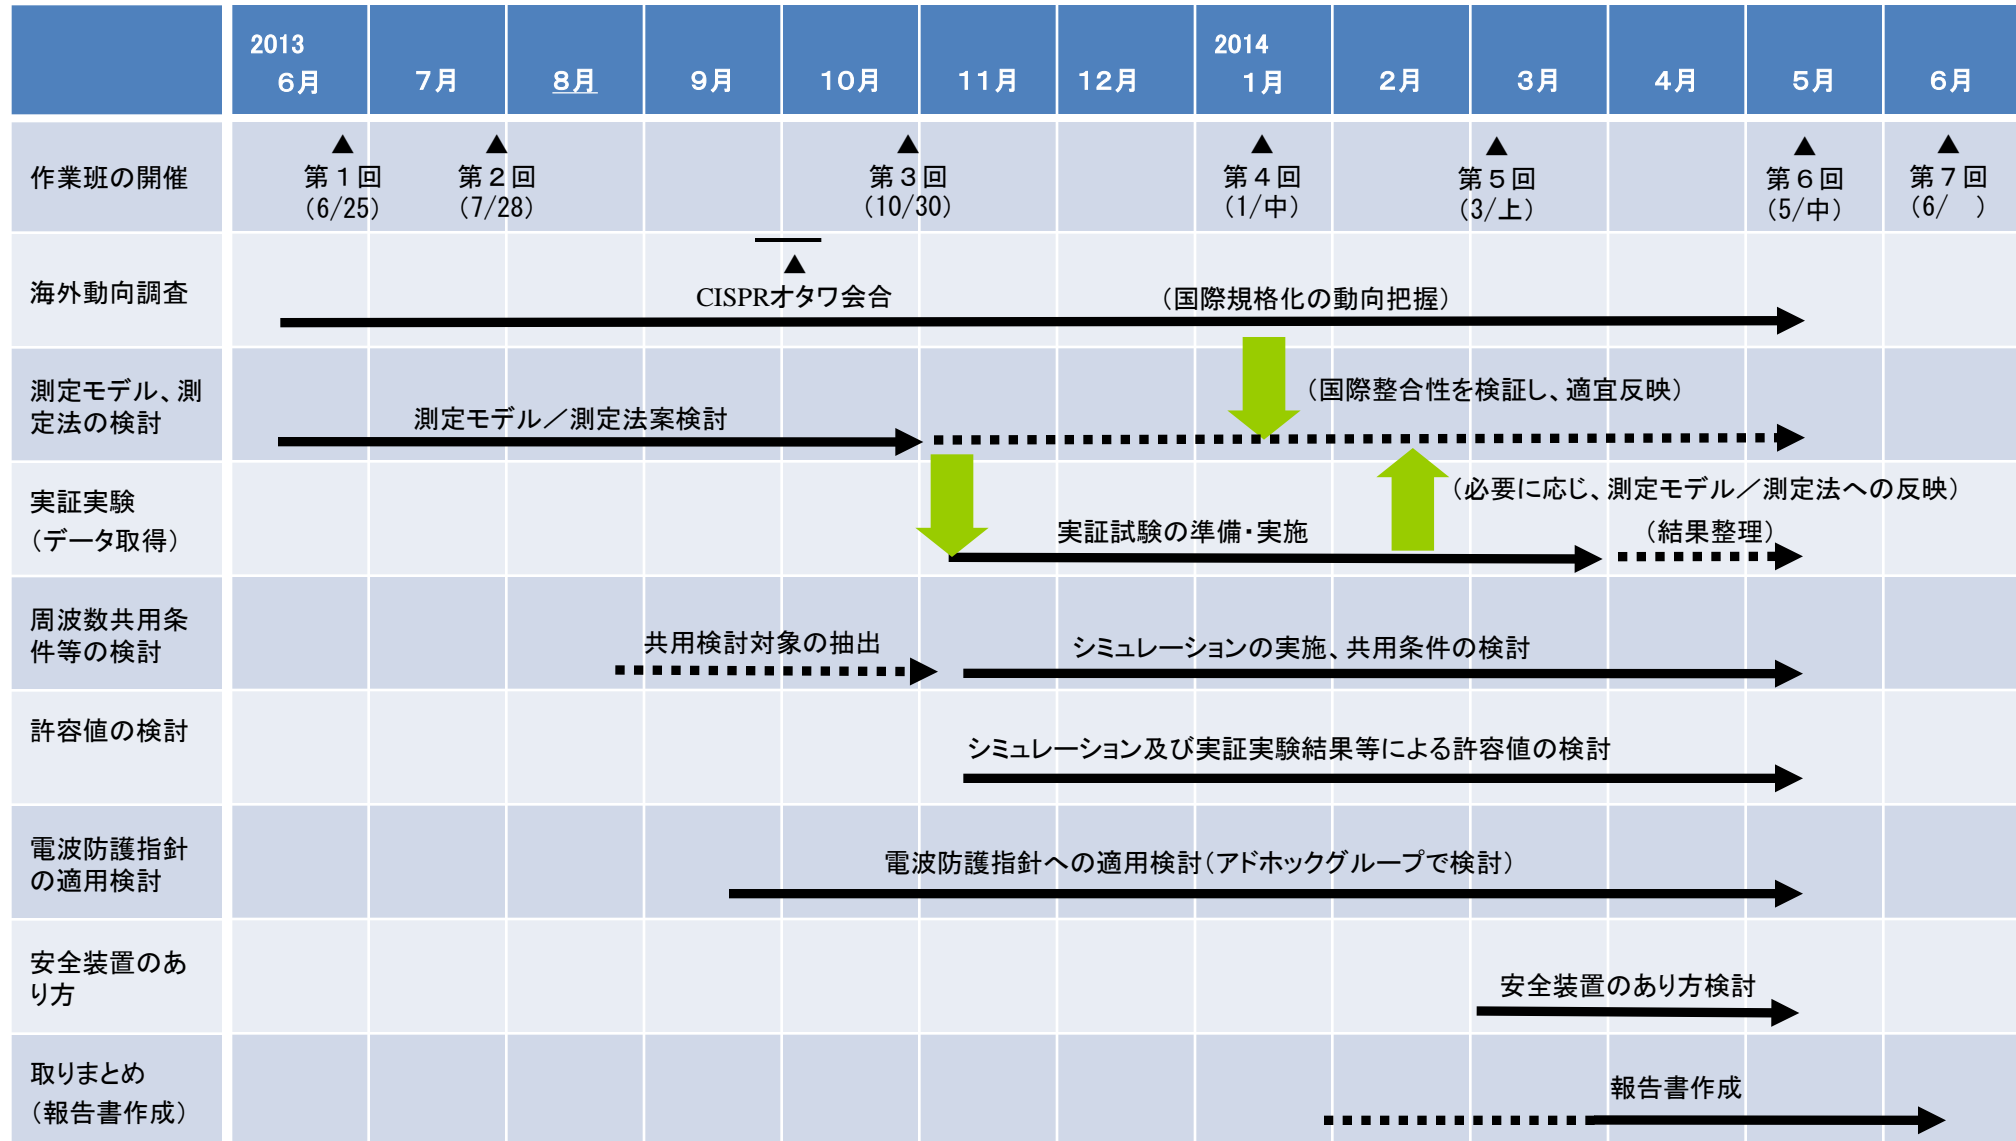 2013
６月
７月
８月
９月
１０月
１１月
１２月
2014
１月
２月
３月
４月
５月
６月
作業班の開催
▲
▲
▲
▲
▲
▲
▲
第１回
（6/25）
第２回
（7/28）
第３回
（10/30）
第４回
（1/中）
第５回
（3/上）
第６回
（5/中）
第７回
（6/　）
海外動向調査
▲
CISPRオタワ会合
（国際規格化の動向把握）
測定モデル、測
定法の検討
測定モデル／測定法案検討
（国際整合性を検証し、適宜反映）
実証実験
（データ取得）
（必要に応じ、測定モデル／測定法への反映）
実証試験の準備・実施
（結果整理）
周波数共用条
件等の検討
共用検討対象の抽出
シミュレーションの実施、共用条件の検討
許容値の検討
シミュレーション及び実証実験結果等による許容値の検討
電波防護指針
の適用検討
電波防護指針への適用検討（アドホックグループで検討）
安全装置のあ
り方
安全装置のあり方検討
取りまとめ
（報告書作成）
報告書作成